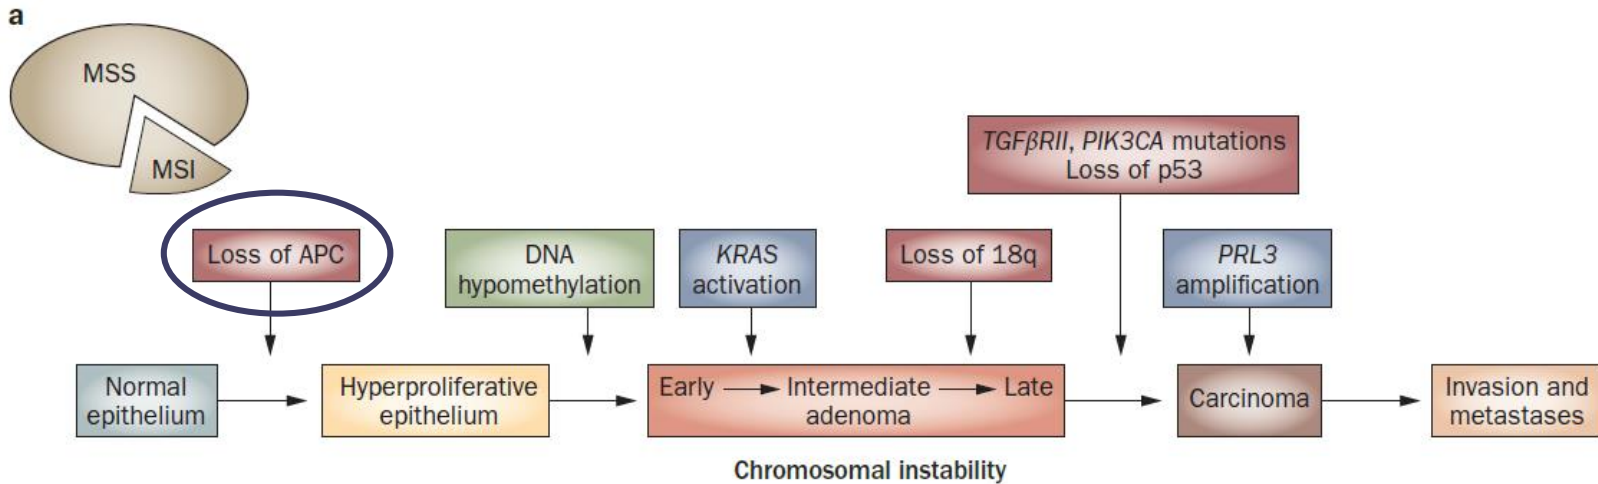 a
MSS
MSI
TGFβRII, PIK3CA mutations
Loss of p53
Loss of APC
DNA
hypomethylation
KRAS
activation
Loss of 18q
PRL3
amplification
Normal
epithelium
Hyperproliferative
epithelium
Early Intermediate Late
adenoma
Carcinoma
Invasion and
metastases
Chromosomal instability